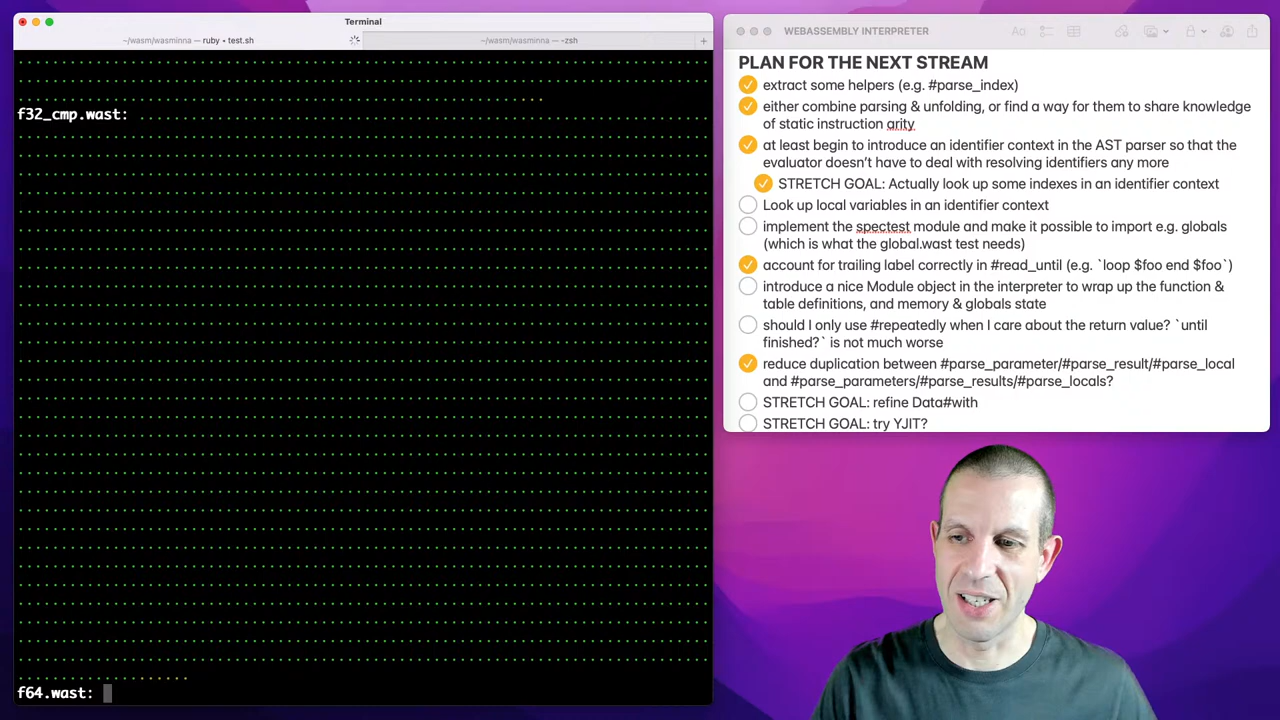 Terminal
~/wasm/wasminna — ruby • test.sh
~/wasm/wasminna — -zsh
+
f32_cmp.wast:
f64.wast:
WEBASSEMBLY INTERPRETER
Aa
PLAN FOR THE NEXT STREAM
extract some helpers (e.g. #parse_index)
either combine parsing & unfolding, or find a way for them to share knowledge
of static instruction arity
at least begin to introduce an identifier context in the AST parser so that the
evaluator doesn’t have to deal with resolving identifiers any more
STRETCH GOAL: Actually look up some indexes in an identifier context
Look up local variables in an identifier context
implement the spectest module and make it possible to import e.g. globals
(which is what the global.wast test needs)
account for trailing label correctly in #read_until (e.g. `loop $foo end $foo`)
introduce a nice Module object in the interpreter to wrap up the function &
table definitions, and memory & globals state
should I only use #repeatedly when I care about the return value? `until
finished?` is not much worse
reduce duplication between #parse_parameter/#parse_result/#parse_local
and #parse_parameters/#parse_results/#parse_locals?
STRETCH GOAL: refine Data#with
STRETCH GOAL: try YJIT?